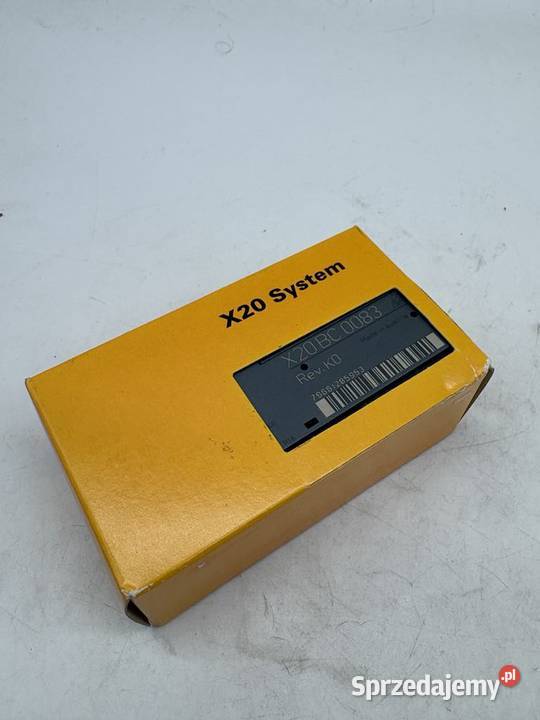 X20 System
X20 BC 0083
Rev. K0
Sprzedajemy.pl